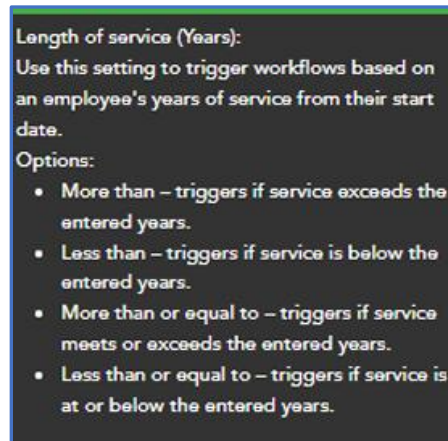 Length of service (Years):
Use this setting to trigger workflows based on
an employee's years of service from their start
date.
Options:
• More than – triggers if service exceeds the
entered years.
• Less than – triggers if service is below the
entered years.
• More than or equal to – triggers if service
meets or exceeds the entered years.
• Less than or equal to – triggers if service is
at or below the entered years.